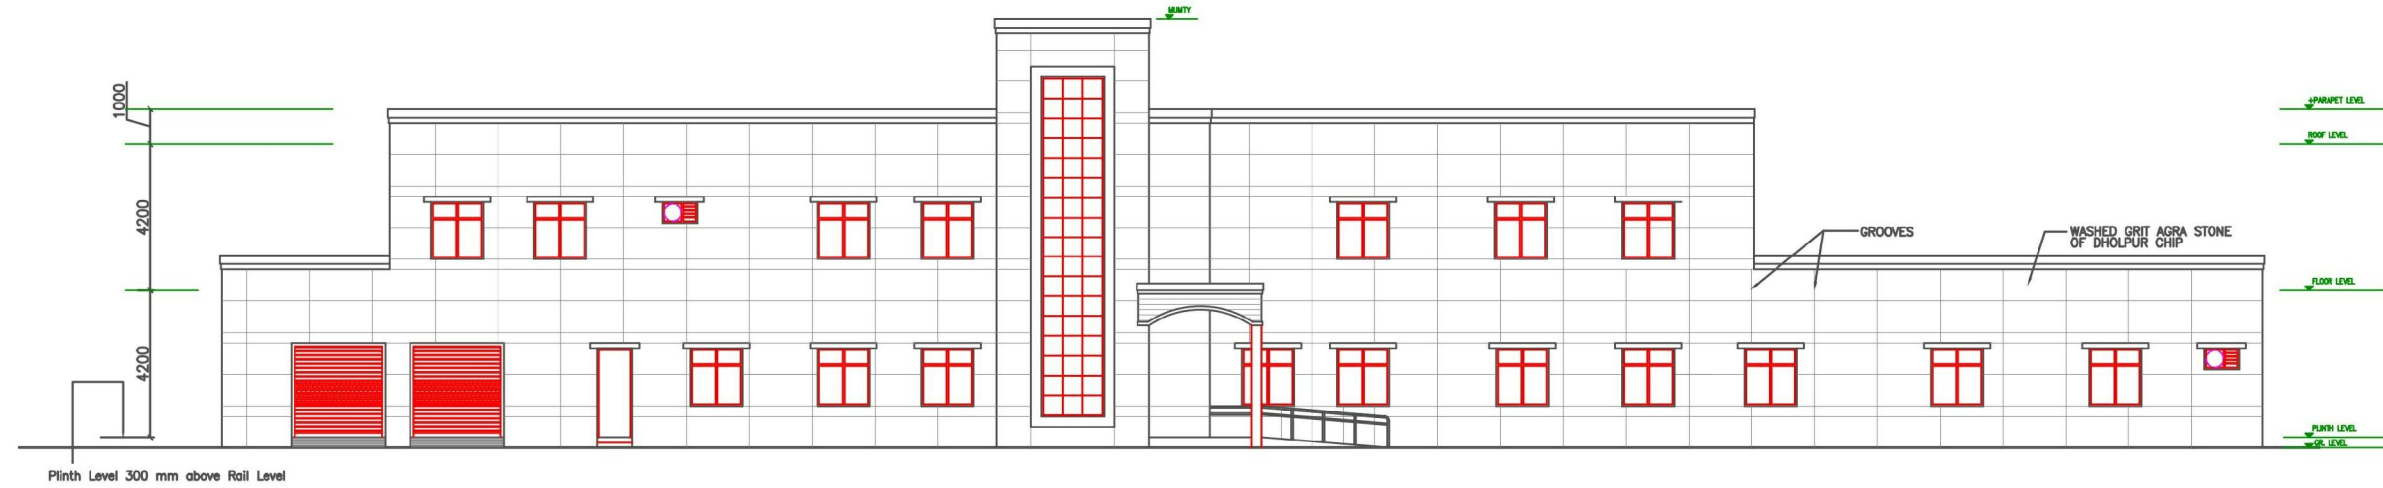 MUMTY
1000
+PARAPET LEVEL
ROOF LEVEL
4200
GROOVES
WASHED GRIT AGRA STONE
OF DHOLPUR CHIP
FLOOR LEVEL
4200
PLINTH LEVEL
GR. LEVEL
Plinth Level 300 mm above Rail Level